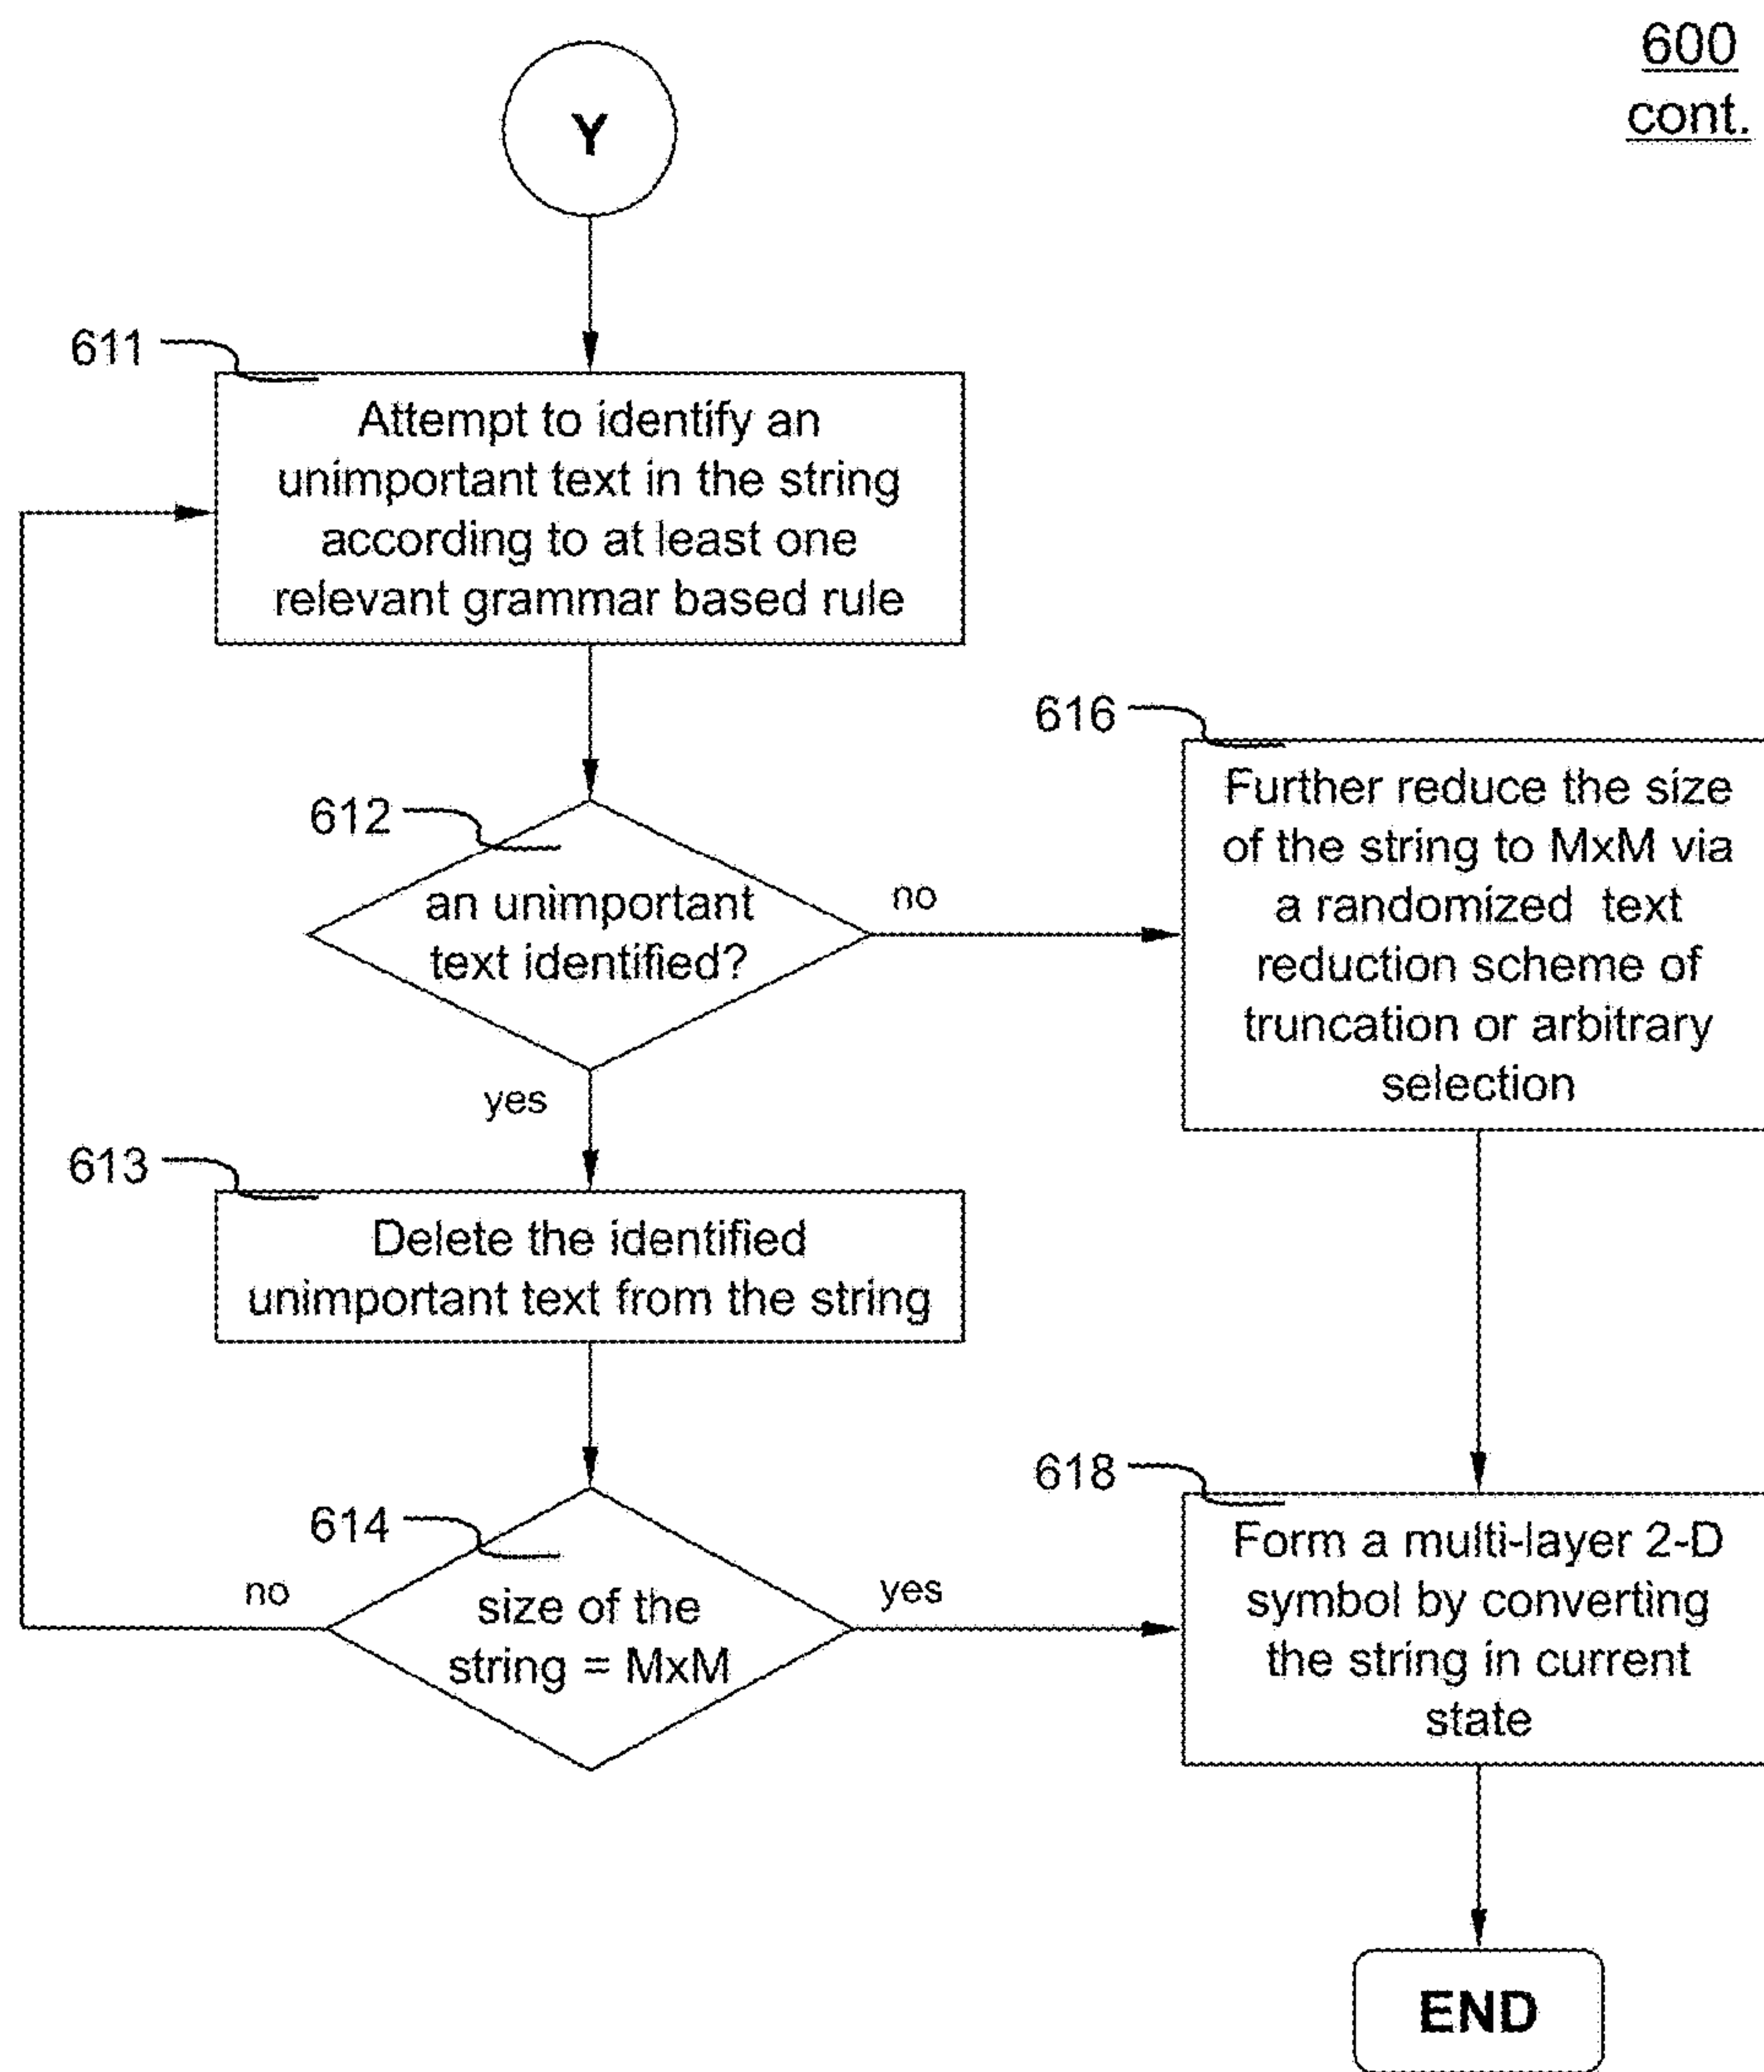 600
cont.
Y
611
Attempt to identify an
unimportant text in the string
according to at least one
relevant grammar based rule
612
an unimportant
text identified?
no
yes
616
Further reduce the size
of the string to MxM via
a randomized text
reduction scheme of
truncation or arbitrary
selection
613
Delete the identified
unimportant text from the string
614
size of the
string = MxM
no
yes
618
Form a multi-layer 2-D
symbol by converting
the string in current
state
END